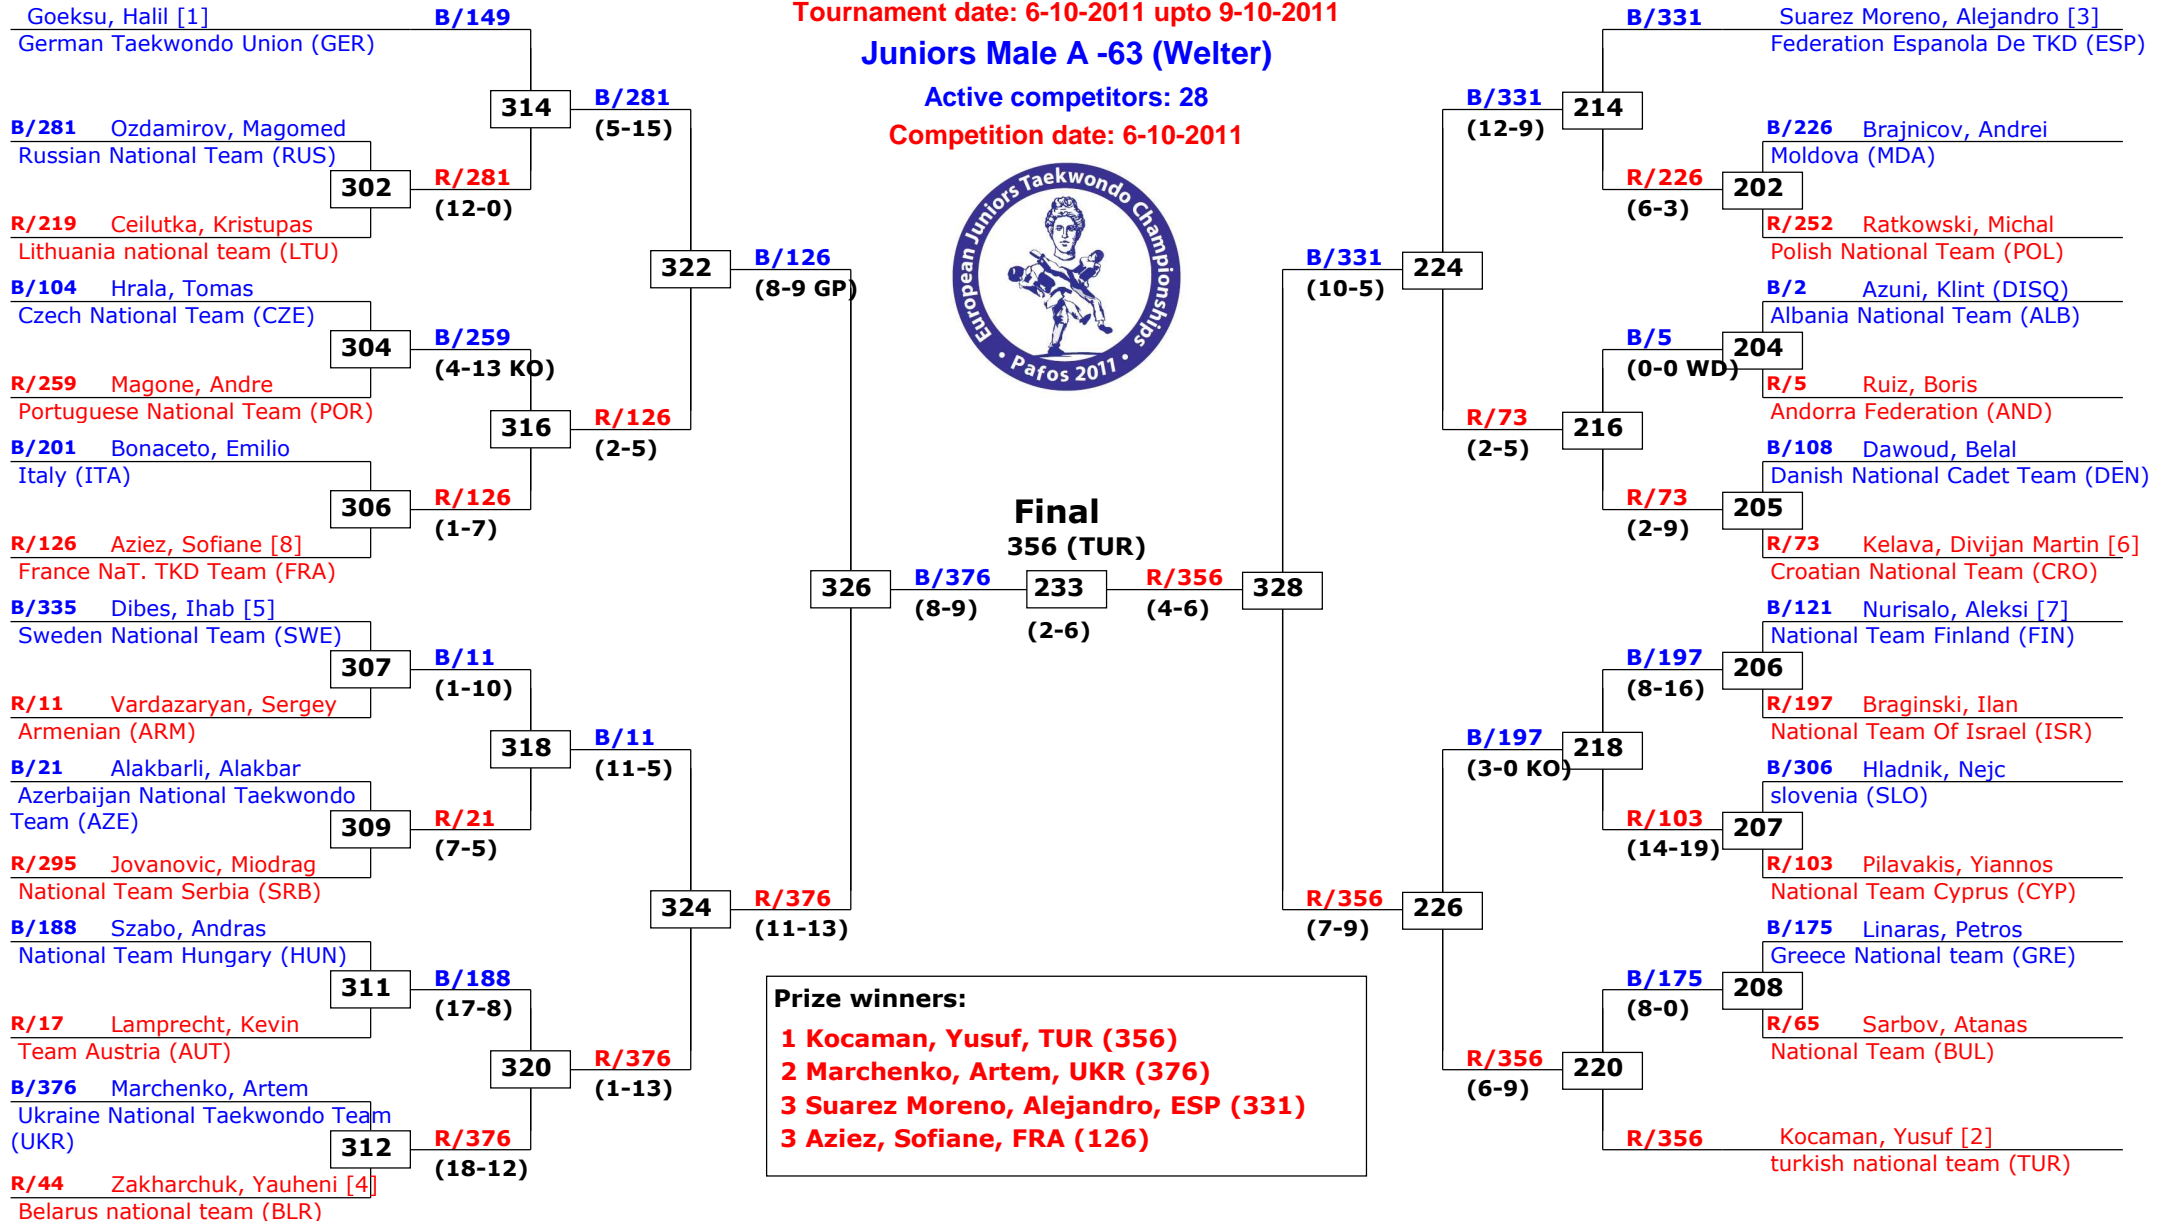 Tournament date: 6-10-2011 upto 9-10-2011
Juniors Male A -63 (Welter)
Active competitors: 28
Competition date: 6-10-2011
European Juniors Taekwondo Championships
• Pafos 2011 •
Goeksu, Halil [1]
B/149
German Taekwondo Union (GER)
314
B/281
(5-15)
B/281 Ozdamirov, Magomed
Russian National Team (RUS)
302
R/281
(12-0)
R/219 Ceilutka, Kristupas
Lithuania national team (LTU)
322
B/126
(8-9 GP)
B/104 Hrala, Tomas
Czech National Team (CZE)
304
B/259
(4-13 KO)
R/259 Magone, Andre
Portuguese National Team (POR)
316
R/126
(2-5)
B/201 Bonaceto, Emilio
Italy (ITA)
306
R/126
(1-7)
R/126 Aziez, Sofiane [8]
France NaT. TKD Team (FRA)
326
B/376
(8-9)
B/335 Dibes, Ihab [5]
Sweden National Team (SWE)
307
B/11
(1-10)
R/11 Vardazaryan, Sergey
Armenian (ARM)
318
B/11
(11-5)
B/21 Alakbarli, Alakbar
Azerbaijan National Taekwondo
Team (AZE)
309
R/21
(7-5)
R/295 Jovanovic, Miodrag
National Team Serbia (SRB)
324
R/376
(11-13)
B/188 Szabo, Andras
National Team Hungary (HUN)
311
B/188
(17-8)
R/17 Lamprecht, Kevin
Team Austria (AUT)
320
R/376
(1-13)
B/376 Marchenko, Artem
Ukraine National Taekwondo Team
(UKR)
312
R/376
(18-12)
R/44 Zakharchuk, Yauheni [4]
Belarus national team (BLR)
Final
356 (TUR)
233
(2-6)
R/356
(4-6)
328
B/331
Suarez Moreno, Alejandro [3]
Federation Espanola De TKD (ESP)
B/331
(12-9)
214
B/226 Brajnicov, Andrei
Moldova (MDA)
R/226
(6-3)
202
R/252 Ratkowski, Michal
Polish National Team (POL)
B/331
(10-5)
224
B/2 Azuni, Klint (DISQ)
Albania National Team (ALB)
B/5
(0-0 WD)
204
R/5 Ruiz, Boris
Andorra Federation (AND)
R/73
(2-5)
216
B/108 Dawoud, Belal
Danish National Cadet Team (DEN)
R/73
(2-9)
205
R/73 Kelava, Divijan Martin [6]
Croatian National Team (CRO)
B/121 Nurisalo, Aleksi [7]
National Team Finland (FIN)
B/197
(8-16)
206
R/197 Braginski, Ilan
National Team Of Israel (ISR)
B/197
(3-0 KO)
218
B/306 Hladnik, Nejc
slovenia (SLO)
R/103
(14-19)
207
R/103 Pilavakis, Yiannos
National Team Cyprus (CYP)
R/356
(7-9)
226
B/175 Linaras, Petros
Greece National team (GRE)
B/175
(8-0)
208
R/65 Sarbov, Atanas
National Team (BUL)
R/356
(6-9)
220
R/356
Kocaman, Yusuf [2]
turkish national team (TUR)
Prize winners:
1 Kocaman, Yusuf, TUR (356)
2 Marchenko, Artem, UKR (376)
3 Suarez Moreno, Alejandro, ESP (331)
3 Aziez, Sofiane, FRA (126)